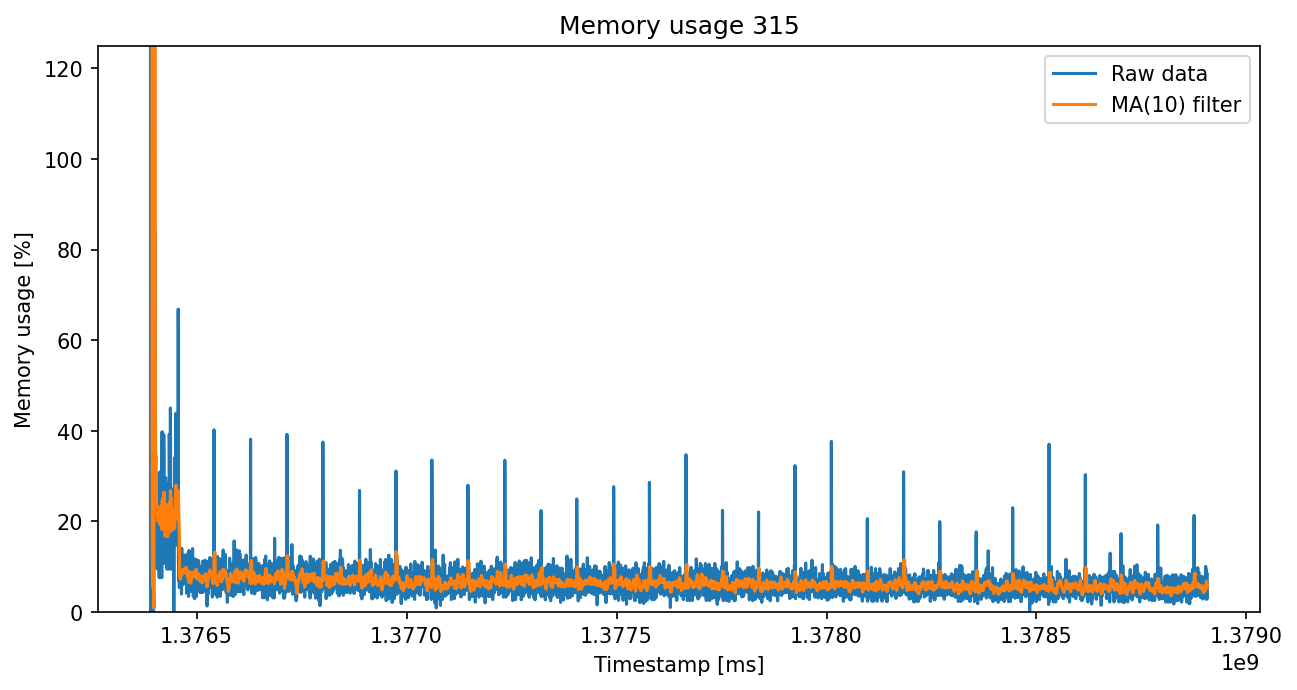 Memory usage 315
Raw data
MA(10) filter
Memory usage [%]
120
100
80
60
40
20
0
1.3765 1.3770 1.3775 1.3780 1.3785 1.3790
1e9
Timestamp [ms]